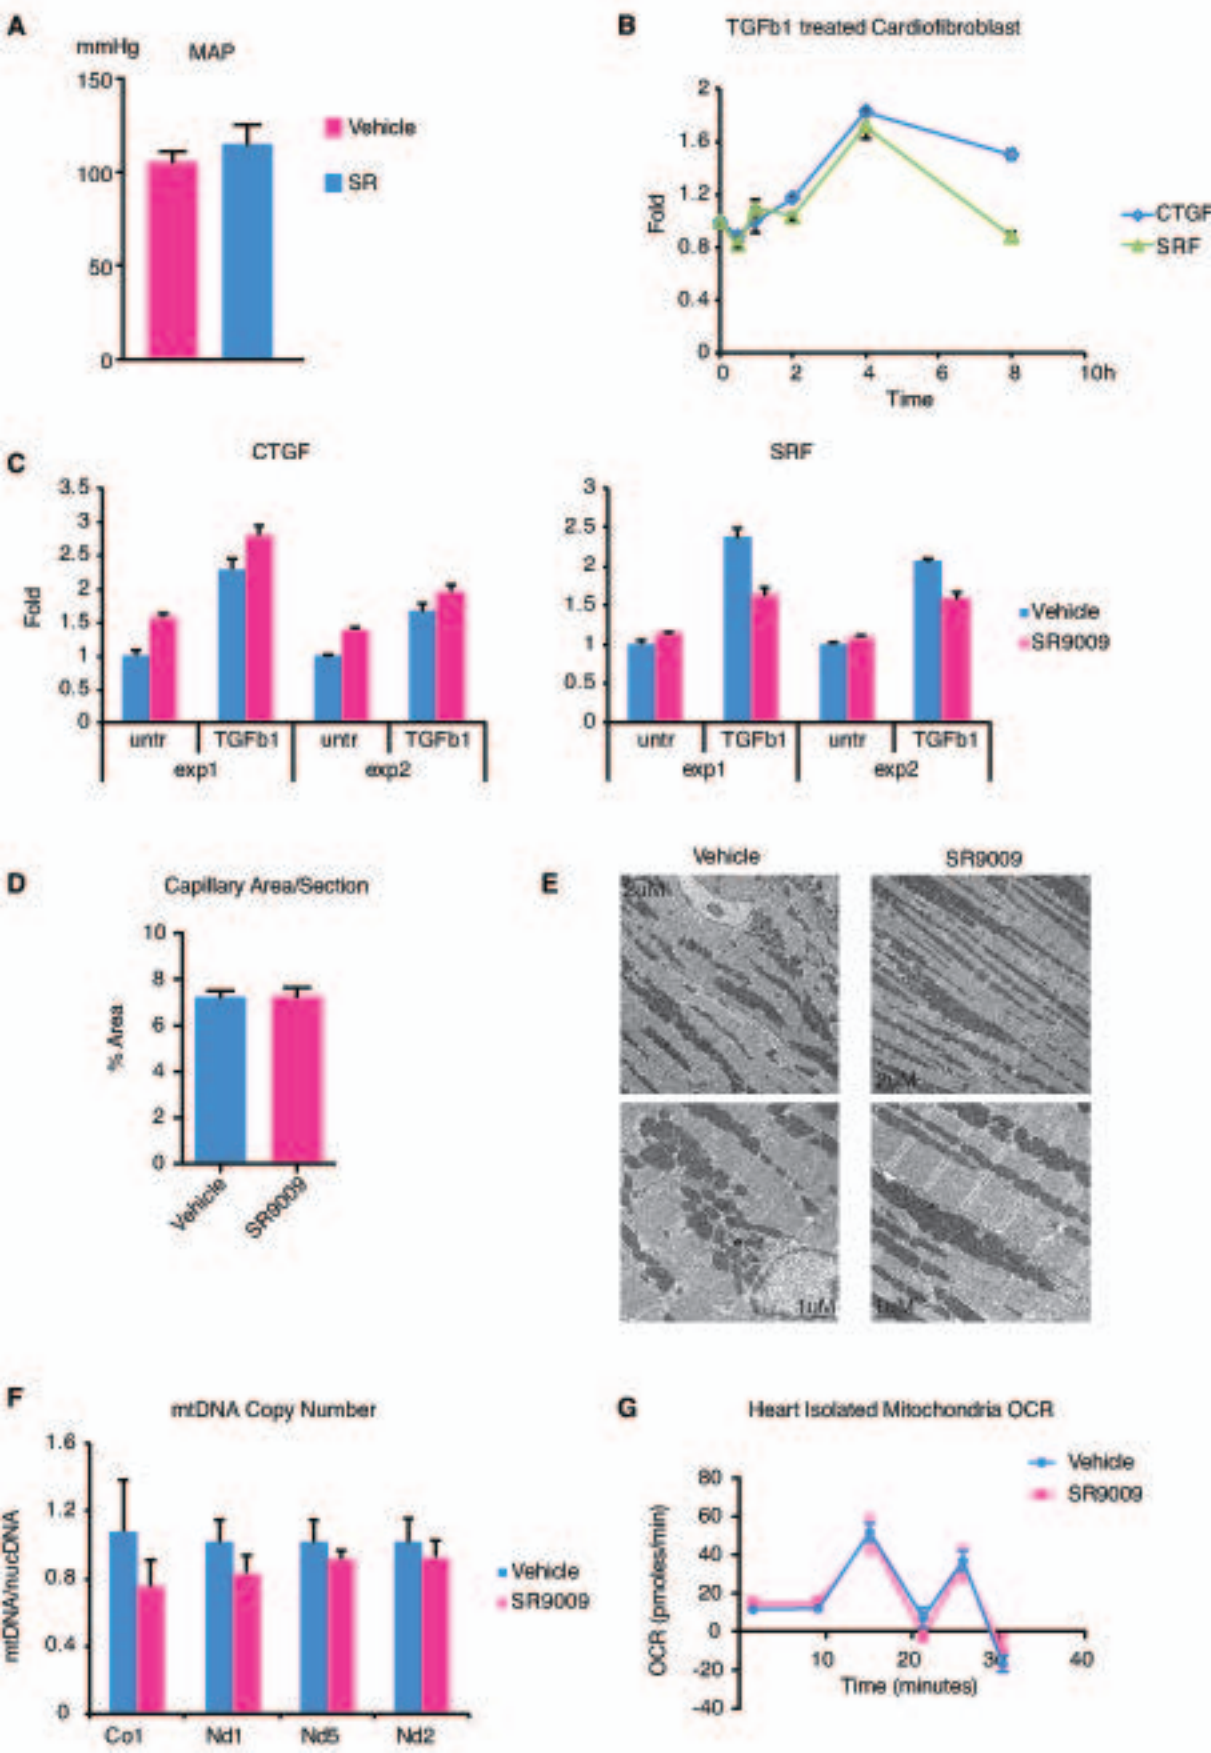 A
mmHg
MAP
150
100
50
0
Vehicle
SR
B
TGFb1 treated Cardiofibroblast
Fold
2
1.6
1.2
0.8
0.4
0
0 2 4 6 8 10h
Time
CTGF
SRF
C
CTGF
Fold
3.5
3
2.5
2
1.5
1
0.5
0
untr TGFb1 untr TGFb1
exp1 exp2
SRF
3
2.5
2
1.5
1
0.5
0
untr TGFb1 untr TGFb1
exp1 exp2
Vehicle
SR9009
D
Capillary Area/Section
% Area
10
8
6
4
2
0
Vehicle
SR9009
E
Vehicle SR9009
2uM
2uM
1uM
1uM
F
mtDNA Copy Number
mtDNA/nucDNA
1.6
1.2
0.8
0.4
0
Co1 Nd1 Nd5 Nd2
Vehicle
SR9009
G
Heart Isolated Mitochondria OCR
Vehicle
SR9009
OCR (pmoles/min)
80
60
40
20
0
-20
-40
10 20 30 40
Time (minutes)